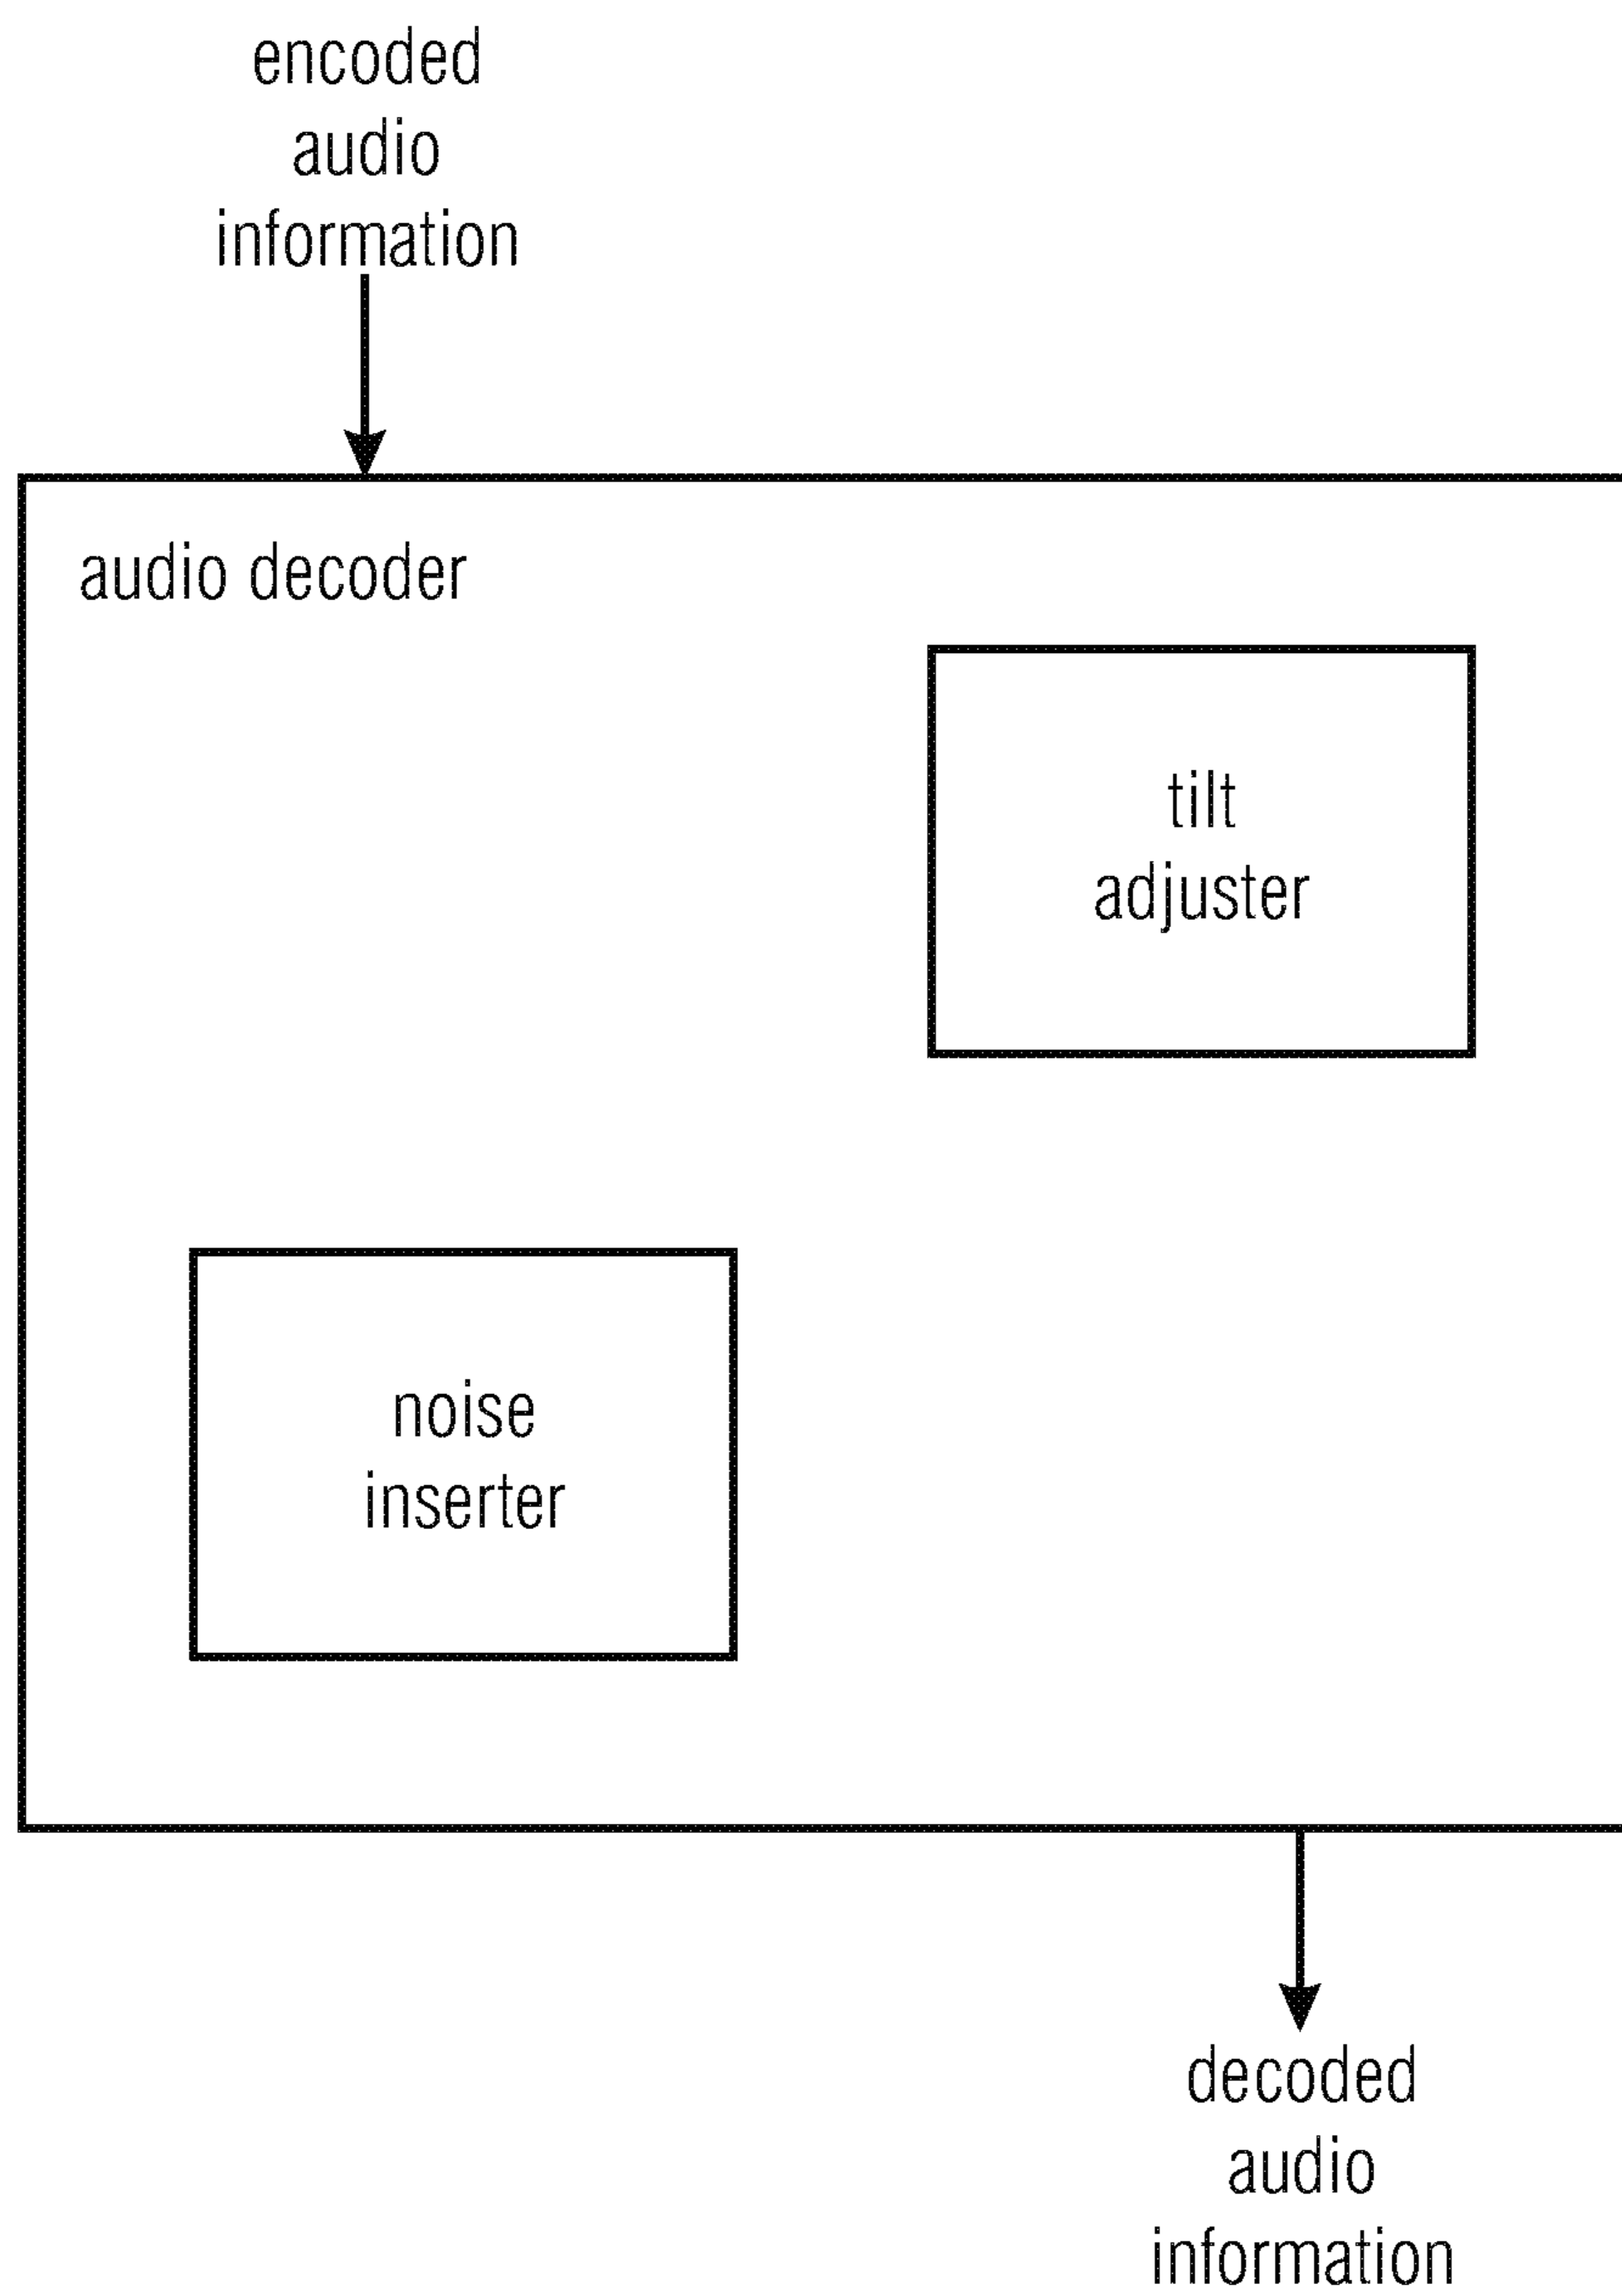 encoded
audio
information
audio decoder
tilt
adjuster
noise
inserter
decoded
audio
information